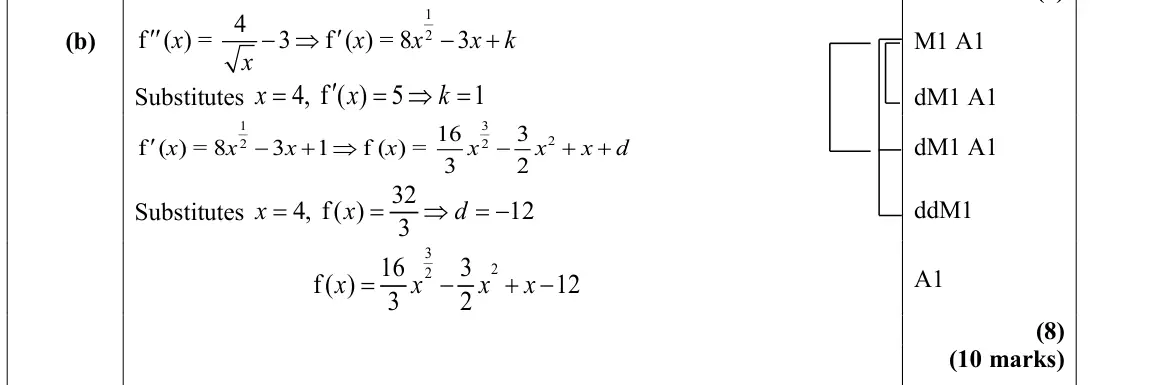 (b) f″(x) = 4/√x − 3 ⇒ f′(x) = 8x^(1/2) − 3x + k M1 A1
Substitutes x = 4, f′(x) = 5 ⇒ k = 1 dM1 A1
f′(x) = 8x^(1/2) − 3x + 1 ⇒ f(x) = 16/3 x^(3/2) − 3/2 x² + x + d dM1 A1
Substitutes x = 4, f(x) = 32/3 ⇒ d = −12 ddM1
f(x) = 16/3 x^(3/2) − 3/2 x² + x − 12 A1
(8)
(10 marks)